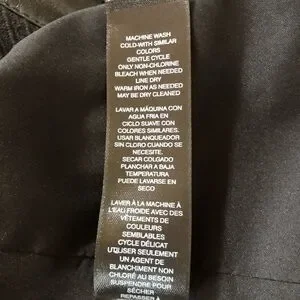 MACHINE WASH
COLD-WITH SIMILAR
COLORS
GENTLE CYCLE
ONLY NON-CHLORINE
BLEACH WHEN NEEDED
LINE DRY
WARM IRON AS NEEDED
MAY BE DRY CLEANED
LAVAR A MÁQUINA CON
AGUA FRIA EN
CICLO SUAVE CON
COLORES SIMILARES.
USAR BLANQUEADOR
SIN CLORO CUANDO SE
NECESITE.
SECAR COLGADO
PLANCHAR A BAJA
TEMPERATURA
PUEDE LAVARSE EN
SECO
LAVER À LA MACHINE À
L'EAU FROIDE AVEC DES
VÊTEMENTS DE
COULEURS
SEMBLABLES
CYCLE DÉLICAT
UTILISER SEULEMENT
UN AGENT DE
BLANCHIMENT NON
CHLORÉ AU BESOIN
SUSPENDRE POUR
SÉCHER
REPASSER À